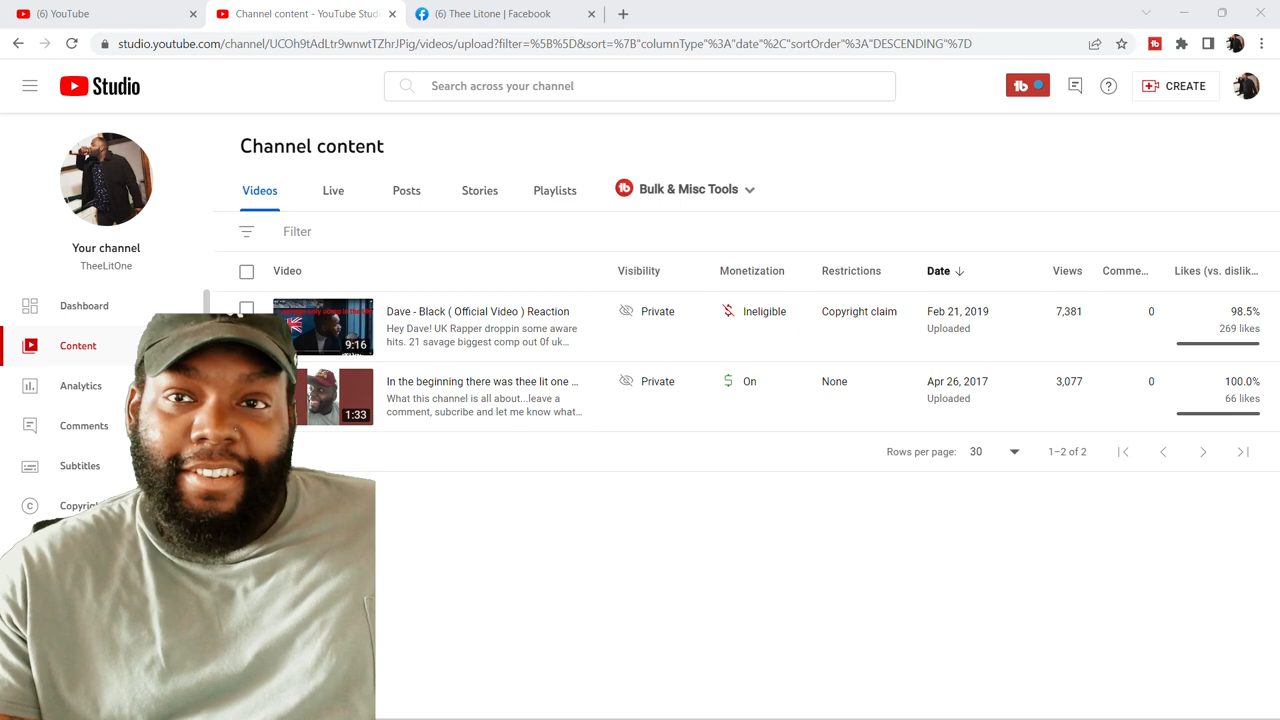 (6) YouTube
Channel content - YouTube Stud
(6) Thee Litone | Facebook
studio.youtube.com/channel/UCOh9tAdLtr9wnwtTZhrJPig/videos/upload?filter=%5B%5D&sort=%7B"columnType"%3A"date"%2C"sortOrder"%3A"DESCENDING"%7D
Studio
Search across your channel
CREATE
Channel content
Videos
Live
Posts
Stories
Playlists
Bulk & Misc Tools
Your channel
TheeLitOne
Filter
Video
Visibility
Monetization
Restrictions
Date
Views
Comme...
Likes (vs. dislik...
Dashboard
Content
Analytics
Comments
Subtitles
Copyrig
9:16
Dave - Black ( Official Video ) Reaction
Hey Dave! UK Rapper droppin some aware
hits. 21 savage biggest comp out 0f uk...
Private
Ineligible
Copyright claim
Feb 21, 2019
Uploaded
7,381
0
98.5%
269 likes
1:33
In the beginning there was thee lit one ...
What this channel is all about...leave a
comment, subcribe and let me know what...
Private
On
None
Apr 26, 2017
Uploaded
3,077
0
100.0%
66 likes
Rows per page:
30
1–2 of 2